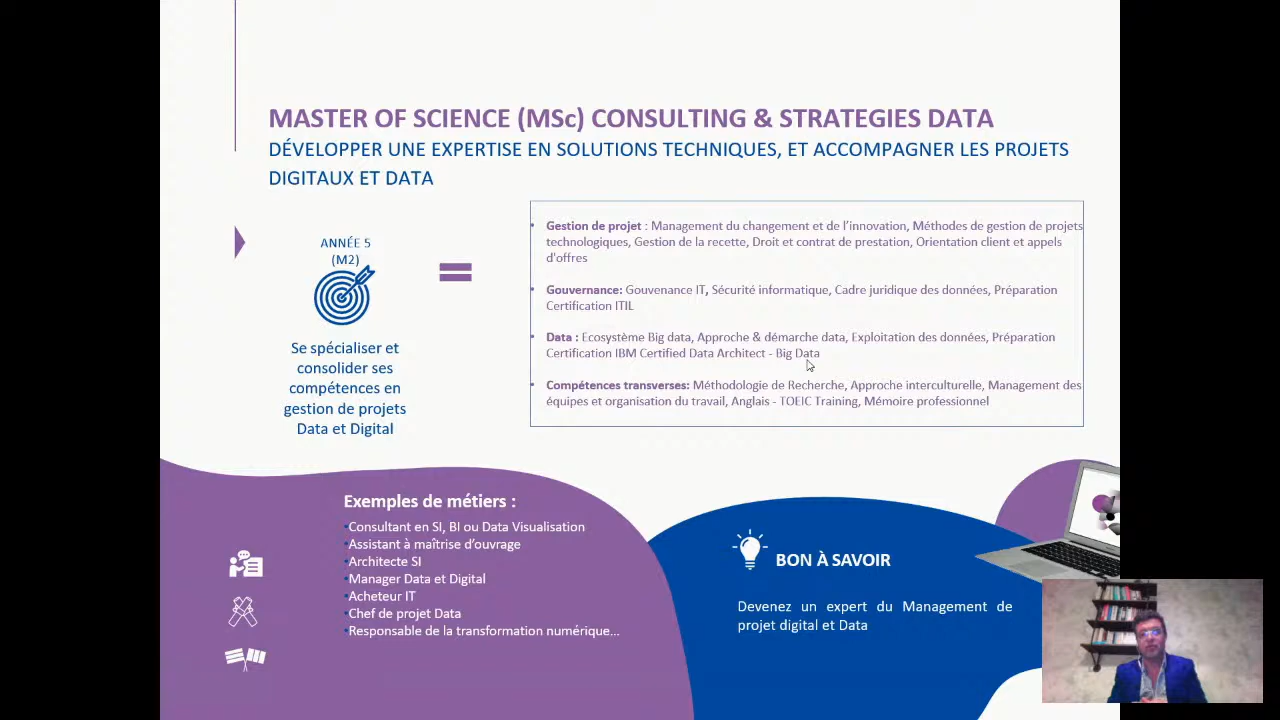 MASTER OF SCIENCE (MSc) CONSULTING & STRATEGIES DATA
DÉVELOPPER UNE EXPERTISE EN SOLUTIONS TECHNIQUES, ET ACCOMPAGNER LES PROJETS
DIGITAUX ET DATA
ANNÉE 5
(M2)
Se spécialiser et
consolider ses
compétences en
gestion de projets
Data et Digital
• Gestion de projet : Management du changement et de l’innovation, Méthodes de gestion de projets
technologiques, Gestion de la recette, Droit et contrat de prestation, Orientation client et appels
d'offres
• Gouvernance: Gouvenance IT, Sécurité informatique, Cadre juridique des données, Préparation
Certification ITIL
• Data : Ecosystème Big data, Approche & démarche data, Exploitation des données, Préparation
Certification IBM Certified Data Architect - Big Data
• Compétences transverses: Méthodologie de Recherche, Approche interculturelle, Management des
équipes et organisation du travail, Anglais - TOEIC Training, Mémoire professionnel
Exemples de métiers :
•Consultant en SI, BI ou Data Visualisation
•Assistant à maîtrise d’ouvrage
•Architecte SI
•Manager Data et Digital
•Acheteur IT
•Chef de projet Data
•Responsable de la transformation numérique...
BON À SAVOIR
Devenez un expert du Management de
projet digital et Data